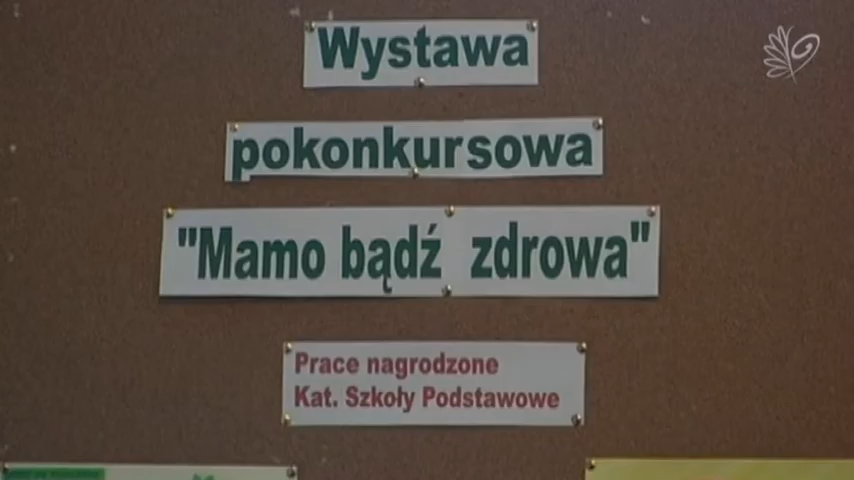 Wystawa
pokonkursowa
"Mamo bądź zdrowa"
Prace nagrodzone
Kat. Szkoły Podstawowe